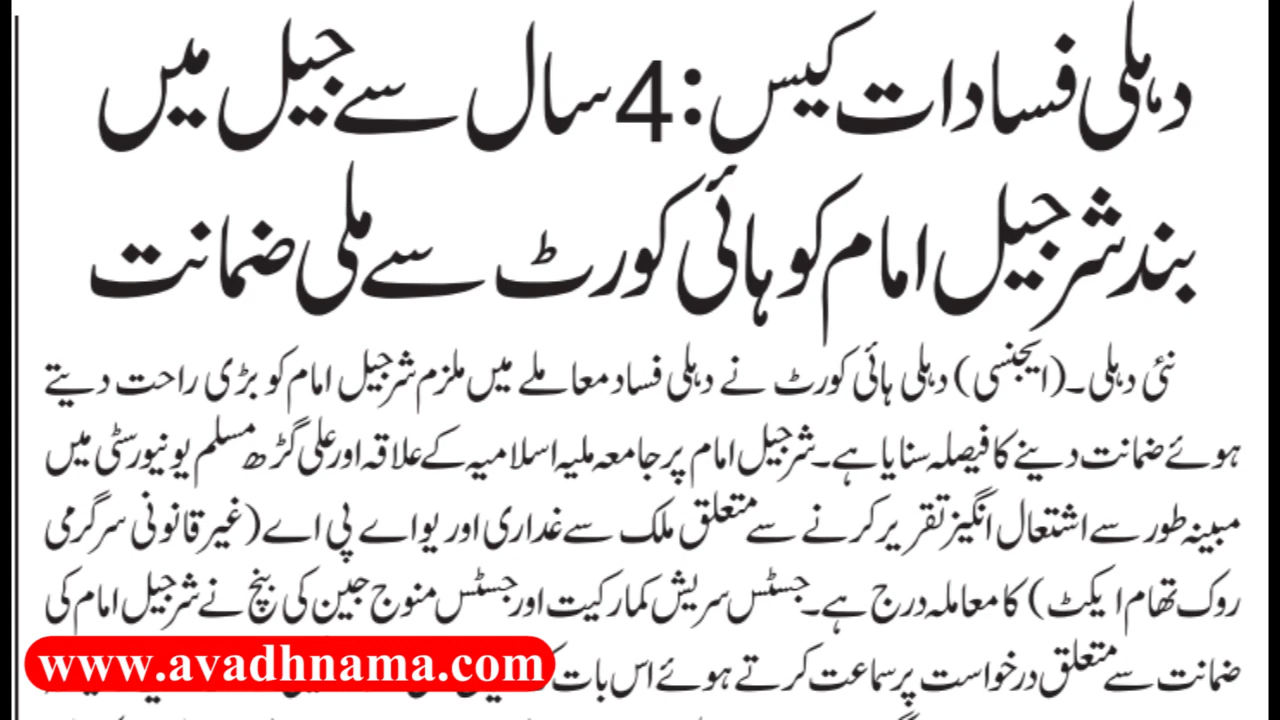 دہلی فسادات کیس: 4 سال سے جیل میں
بند شرجیل امام کو ہائی کورٹ سے ملی ضمانت
نئی دہلی۔ (ایجنسی) دہلی ہائی کورٹ نے دہلی فساد معاملے میں ملزم شرجیل امام کو بڑی راحت دیتے
ہوئے ضمانت دینے کا فیصلہ سنایا ہے۔ شرجیل امام پر جامعہ ملیہ اسلامیہ کے علاقہ اور علی گڑھ مسلم یونیورسٹی میں
مبینہ طور سے اشتعال انگیز تقریر کرنے سے متعلق ملک سے غداری اور یو اے پی اے (غیر قانونی سرگرمی
روک تھام ایکٹ) کا معاملہ درج ہے۔ جسٹس سریش کمار کیت اور جسٹس منوج جین کی بنچ نے شرجیل امام کی
ضمانت سے متعلق درخواست پر سماعت کرتے ہوئے اس بات
www.avadhnama.com